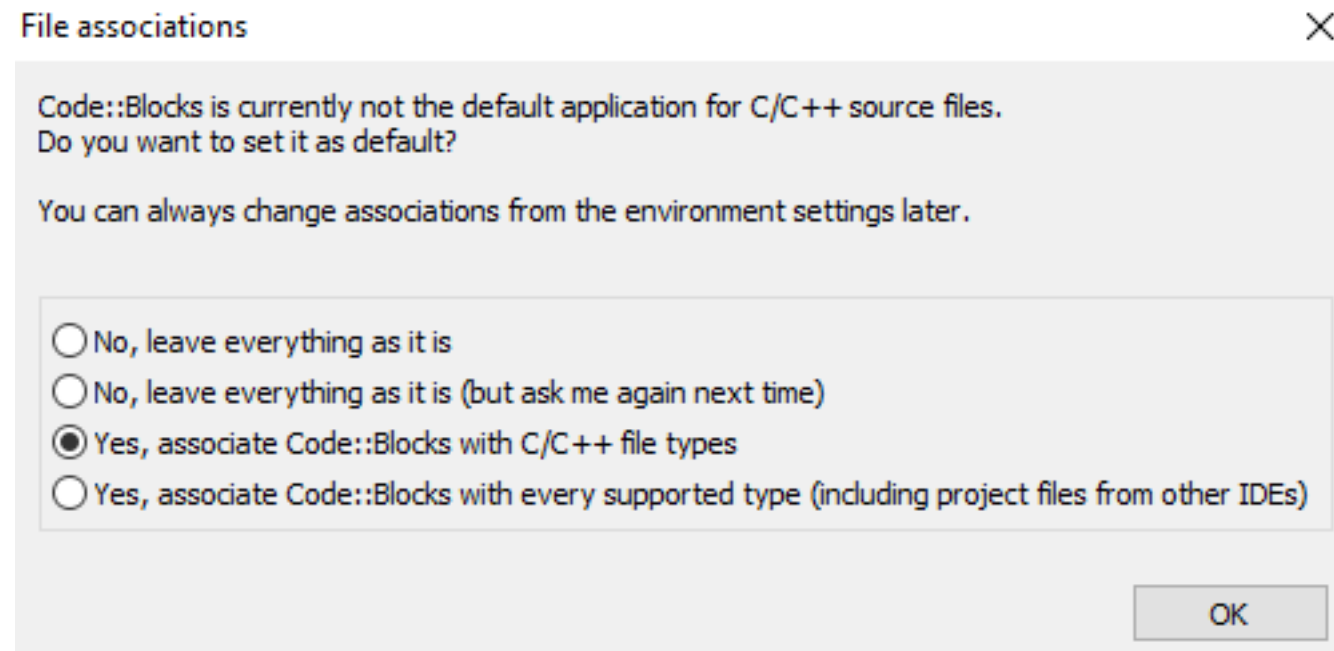 File associations
Code::Blocks is currently not the default application for C/C++ source files.
Do you want to set it as default?
You can always change associations from the environment settings later.
No, leave everything as it is
No, leave everything as it is (but ask me again next time)
Yes, associate Code::Blocks with C/C++ file types
Yes, associate Code::Blocks with every supported type (including project files from other IDEs)
OK